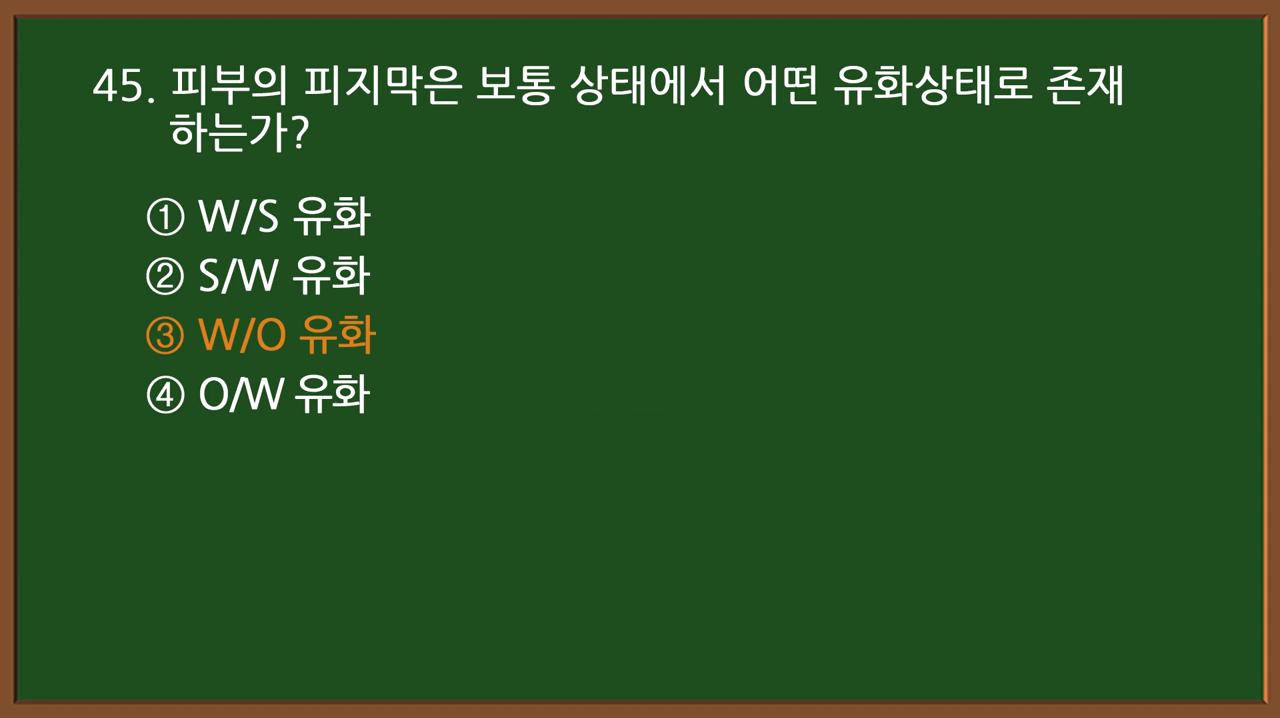 45. 피부의 피지막은 보통 상태에서 어떤 유화상태로 존재
하는가?
① W/S 유화
② S/W 유화
③ W/O 유화
④ O/W 유화